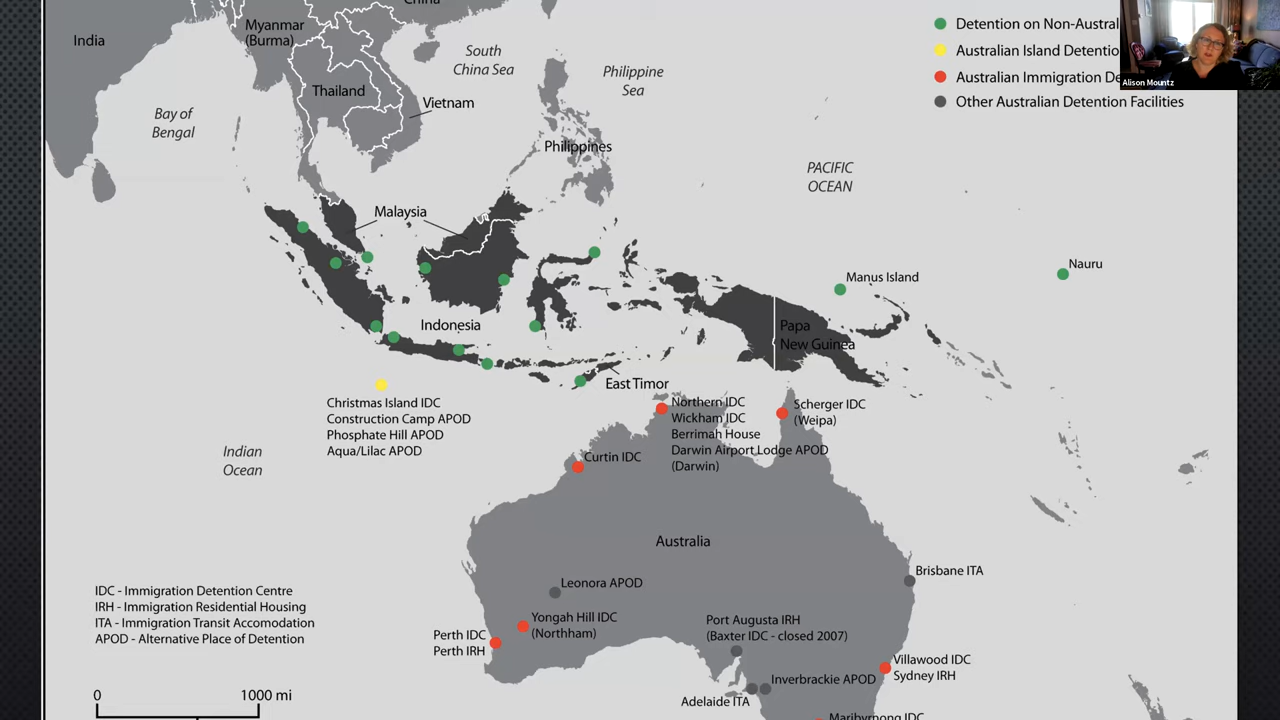 China
India
Myanmar
(Burma)
Thailand
Vietnam
South
China Sea
Philippine
Sea
Bay of
Bengal
Philippines
PACIFIC
OCEAN
Detention on Non-Austral
Australian Island Detentio
Australian Immigration De
Other Australian Detention Facilities
Alison Mountz
Malaysia
Indonesia
Manus Island
Nauru
Papa
New Guinea
East Timor
Christmas Island IDC
Construction Camp APOD
Phosphate Hill APOD
Aqua/Lilac APOD
Indian
Ocean
Northern IDC
Wickham IDC
Berrimah House
Darwin Airport Lodge APOD
(Darwin)
Scherger IDC
(Weipa)
Curtin IDC
Australia
Brisbane ITA
Leonora APOD
Yongah Hill IDC
(Northham)
Perth IDC
Perth IRH
Port Augusta IRH
(Baxter IDC - closed 2007)
Villawood IDC
Sydney IRH
Inverbrackie APOD
Adelaide ITA
Maribyrnong IDC
IDC - Immigration Detention Centre
IRH - Immigration Residential Housing
ITA - Immigration Transit Accomodation
APOD - Alternative Place of Detention
0 1000 mi